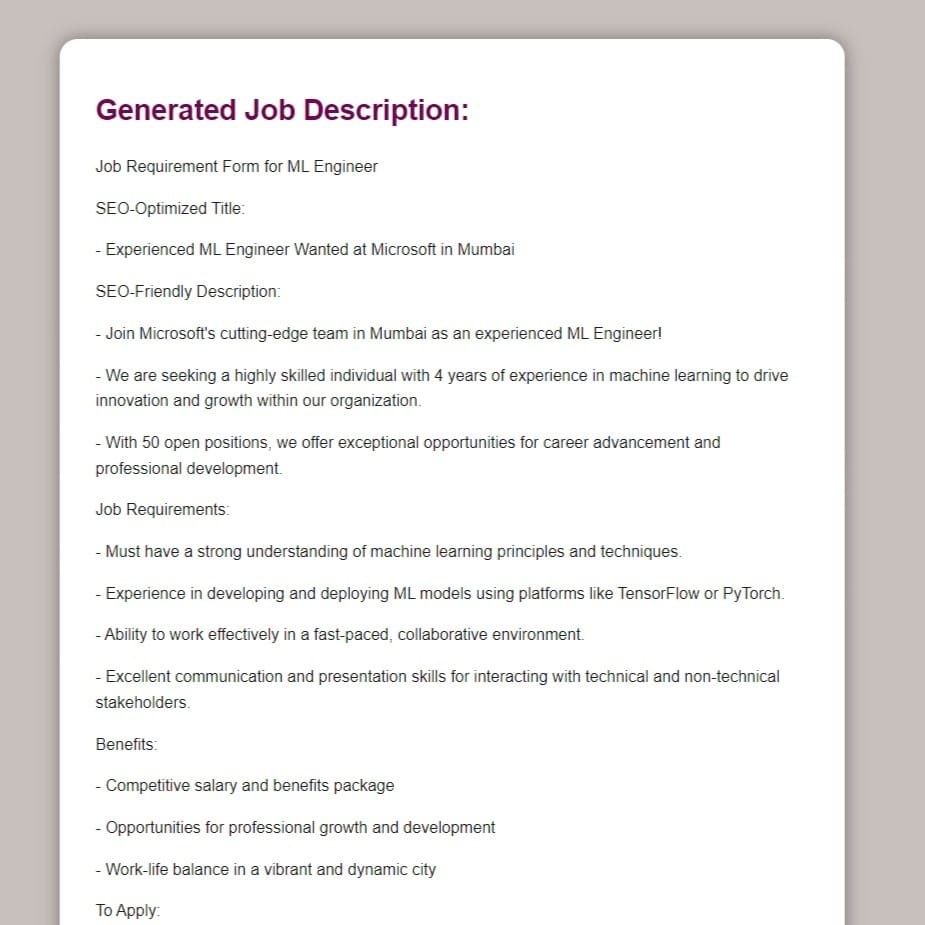 Generated Job Description:
Job Requirement Form for ML Engineer
SEO-Optimized Title:
- Experienced ML Engineer Wanted at Microsoft in Mumbai
SEO-Friendly Description:
- Join Microsoft's cutting-edge team in Mumbai as an experienced ML Engineer!
- We are seeking a highly skilled individual with 4 years of experience in machine learning to drive
innovation and growth within our organization.
- With 50 open positions, we offer exceptional opportunities for career advancement and
professional development.
Job Requirements:
- Must have a strong understanding of machine learning principles and techniques.
- Experience in developing and deploying ML models using platforms like TensorFlow or PyTorch.
- Ability to work effectively in a fast-paced, collaborative environment.
- Excellent communication and presentation skills for interacting with technical and non-technical
stakeholders.
Benefits:
- Competitive salary and benefits package
- Opportunities for professional growth and development
- Work-life balance in a vibrant and dynamic city
To Apply: